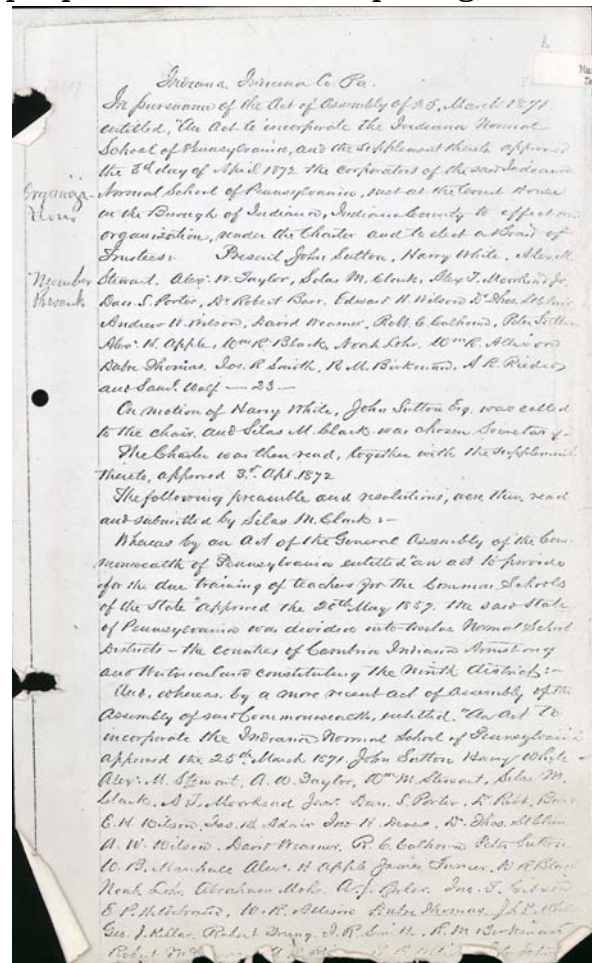 Indiana, Indiana Co. Pa.
In pursuance of the Act of Assembly of 25, March 1871
entitled, "An Act to incorporate the Indiana Normal
School of Pennsylvania, and the Supplement thereto approved
the 3d day of April 1872 the corporators of the said Indiana
Organiza-
tion
Normal School of Pennsylvania, met at the Court House
in the Borough of Indiana, Indiana County to effect an
organization, under the Charter and to elect a Board of
Trustees: Present John Sutton, Harry White, Alex. M.
Member
Present
Stewart. Alex. W. Taylor, Silas M. Clark, Alex T. Moorhead Jr.
Dan. S. Porter, Dr Robert Barr. Edward H. Wilson Dr Thos. St Clair
Andrew W. Wilson, David Weamer, Robt. C. Calhoun, Peter Sutton
Alex. H. Apple, Wm R. Black, Noah Lohr. Wm R. Allison
Thomas. Jos. R. Smith, R. M. Birkman, A. R.
and Saml. Wolf — 23 —
On motion of Harry White, John Sutton Esq. was called
to the chair, and Silas M. Clark was chosen Secretary.
The Charter was then read, together with the supplement
thereto, approved 3d. Apl. 1872
The following preamble and resolutions, were then read
and submitted by Silas M. Clark :-
Whereas by an Act of the General Assembly of the Com-
monwealth of Pennsylvania entitled "an act to provide
for the due training of teachers for the Common Schools
of the State" approved the 20th May 1857. the said State
of Pennsylvania was divided into twelve Normal School
Districts - the counties of Cambria Indiana Armstrong
and Westmoreland constituting the Ninth district :-
And, whereas, by a more recent act of Assembly of the
Assembly of said Commonwealth, entitled. "An Act to
incorporate the Indiana Normal School of Pennsylvania
approved the 25th March 1871. John Sutton Harry White
Alex. M. Stewart, A. W. Taylor, Wm M. Stewart, Silas M.
Clark, A. T. Moorhead Dan. S. Porter, Dr Robt. Barr
E. H. Wilson, Jos. Adair Dr. Thos. St Clair
A. W. Wilson. David Weamer, R. C. Calhoun Peter Sutton
W. B. Marshall Alex. H Apple James Turner, W R Black
Noah Lohr. Abraham Mohr. A. J. T. Gibson
E. P. Hildebrand, W. R. Allison Thomas,
Geo. J. Killar. Robert J. R. Smith, R. M. Birkman
Robert